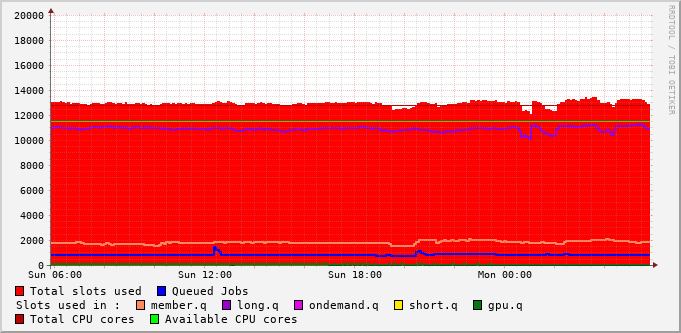 20000
18000
16000
14000
12000
10000
8000
6000
4000
2000
0
Sun 06:00 Sun 12:00 Sun 18:00 Mon 00:00
Total slots used Queued Jobs
Slots used in : member.q long.q ondemand.q short.q gpu.q
Total CPU cores Available CPU cores
RRDTOOL / TOBI OETIKER